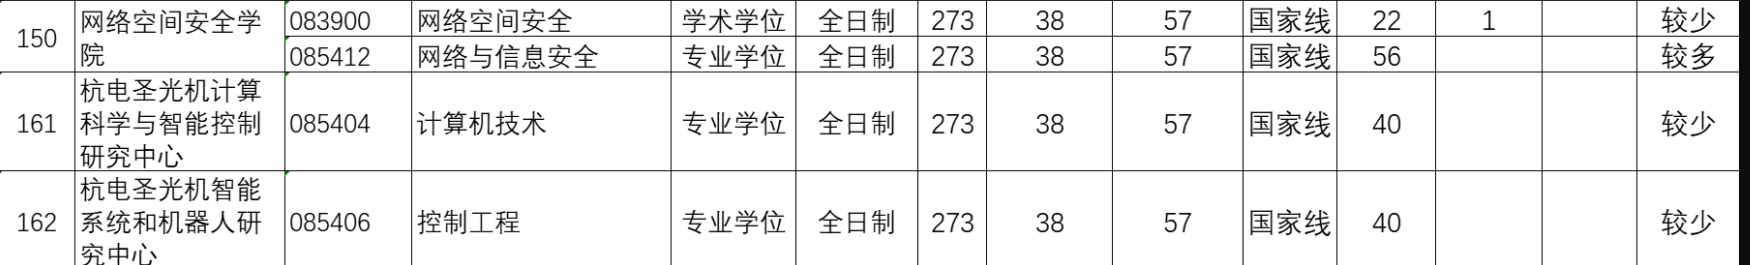 150 网络空间安全学院 083900 网络空间安全 学术学位 全日制 273 38 57 国家线 22 1 较少
085412 网络与信息安全 专业学位 全日制 273 38 57 国家线 56 较多
161 杭电圣光机计算科学与智能控制研究中心 085404 计算机技术 专业学位 全日制 273 38 57 国家线 40 较少
162 杭电圣光机智能系统和机器人研究中心 085406 控制工程 专业学位 全日制 273 38 57 国家线 40 较少